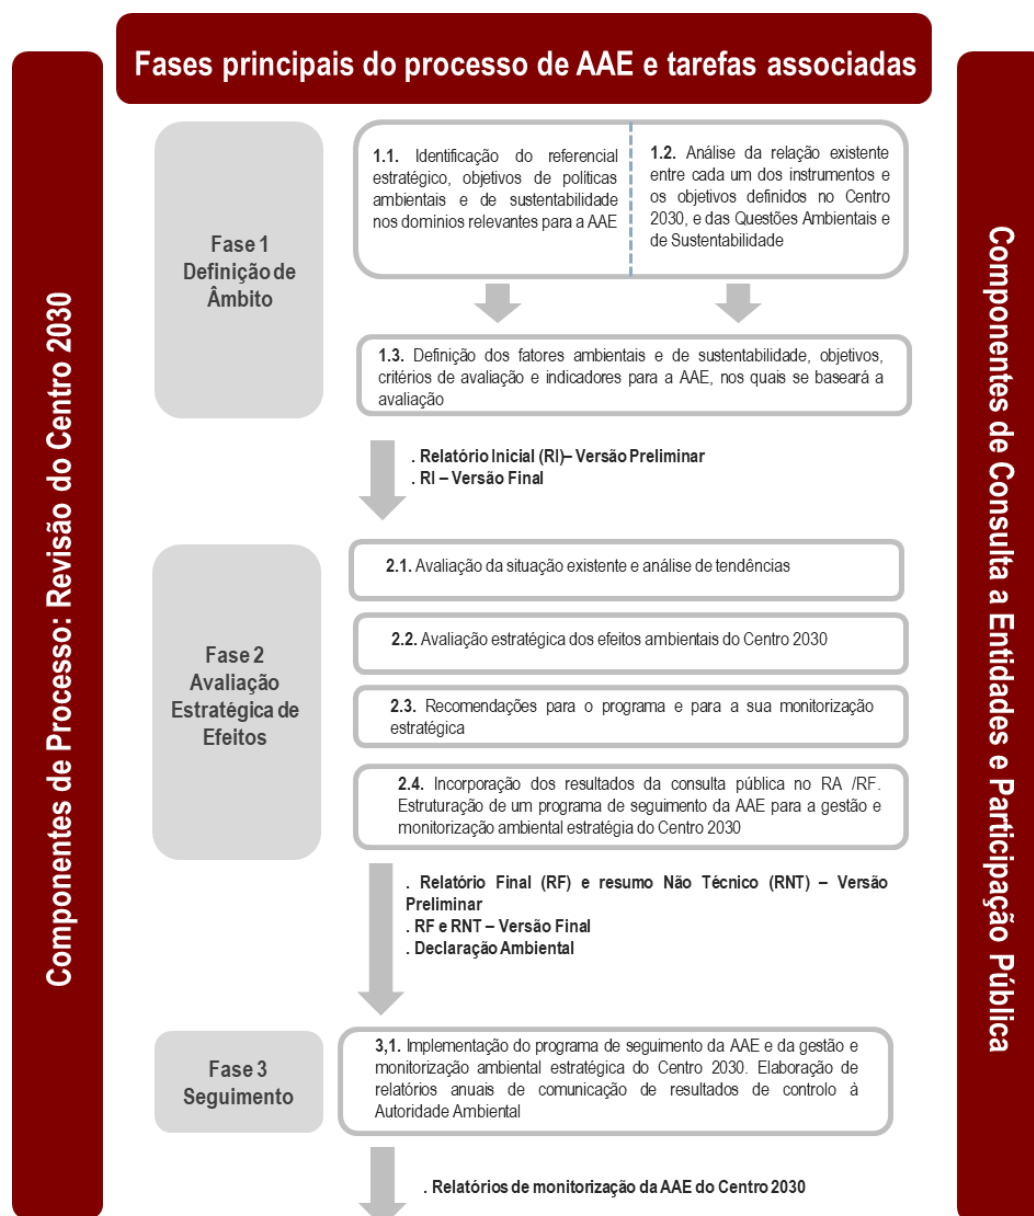 Fases principais do processo de AAE e tarefas associadas
Componentes de Processo: Revisão do Centro 2030
Fase 1
Definição de
Âmbito
1.1. Identificação do referencial
estratégico, objetivos de políticas
ambientais e de sustentabilidade
nos domínios relevantes para a AAE
1.2. Análise da relação existente
entre cada um dos instrumentos e
os objetivos definidos no Centro
2030, e das Questões Ambientais e
de Sustentabilidade
1.3. Definição dos fatores ambientais e de sustentabilidade, objetivos,
critérios de avaliação e indicadores para a AAE, nos quais se baseará a
avaliação
. Relatório Inicial (RI)– Versão Preliminar
. RI – Versão Final
Fase 2
Avaliação
Estratégica de
Efeitos
2.1. Avaliação da situação existente e análise de tendências
2.2. Avaliação estratégica dos efeitos ambientais do Centro 2030
2.3. Recomendações para o programa e para a sua monitorização
estratégica
2.4. Incorporação dos resultados da consulta pública no RA /RF.
Estruturação de um programa de seguimento da AAE para a gestão e
monitorização ambiental estratégia do Centro 2030
. Relatório Final (RF) e resumo Não Técnico (RNT) – Versão
Preliminar
. RF e RNT – Versão Final
. Declaração Ambiental
Fase 3
Seguimento
3,1. Implementação do programa de seguimento da AAE e da gestão e
monitorização ambiental estratégica do Centro 2030. Elaboração de
relatórios anuais de comunicação de resultados de controlo à
Autoridade Ambiental
. Relatórios de monitorização da AAE do Centro 2030
Componentes de Consulta a Entidades e Participação Pública